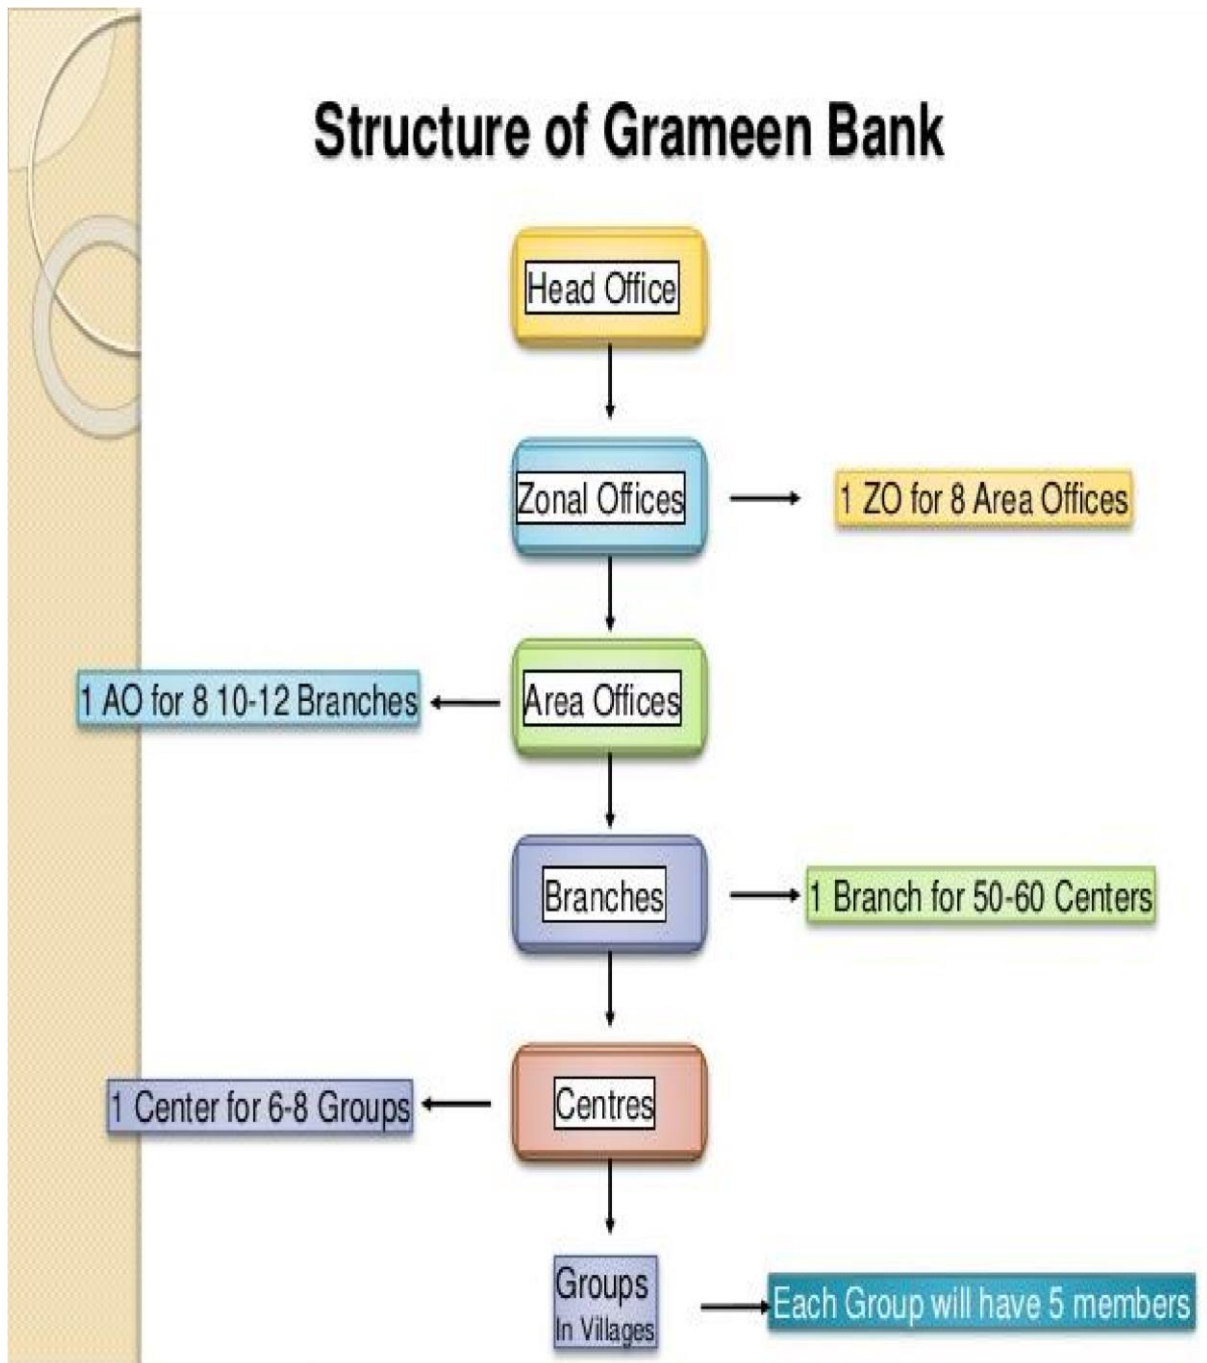 Structure of Grameen Bank
Head Office
Zonal Offices
1 ZO for 8 Area Offices
1 AO for 8 10-12 Branches
Area Offices
Branches
1 Branch for 50-60 Centers
1 Center for 6-8 Groups
Centres
Groups
In Villages
Each Group will have 5 members